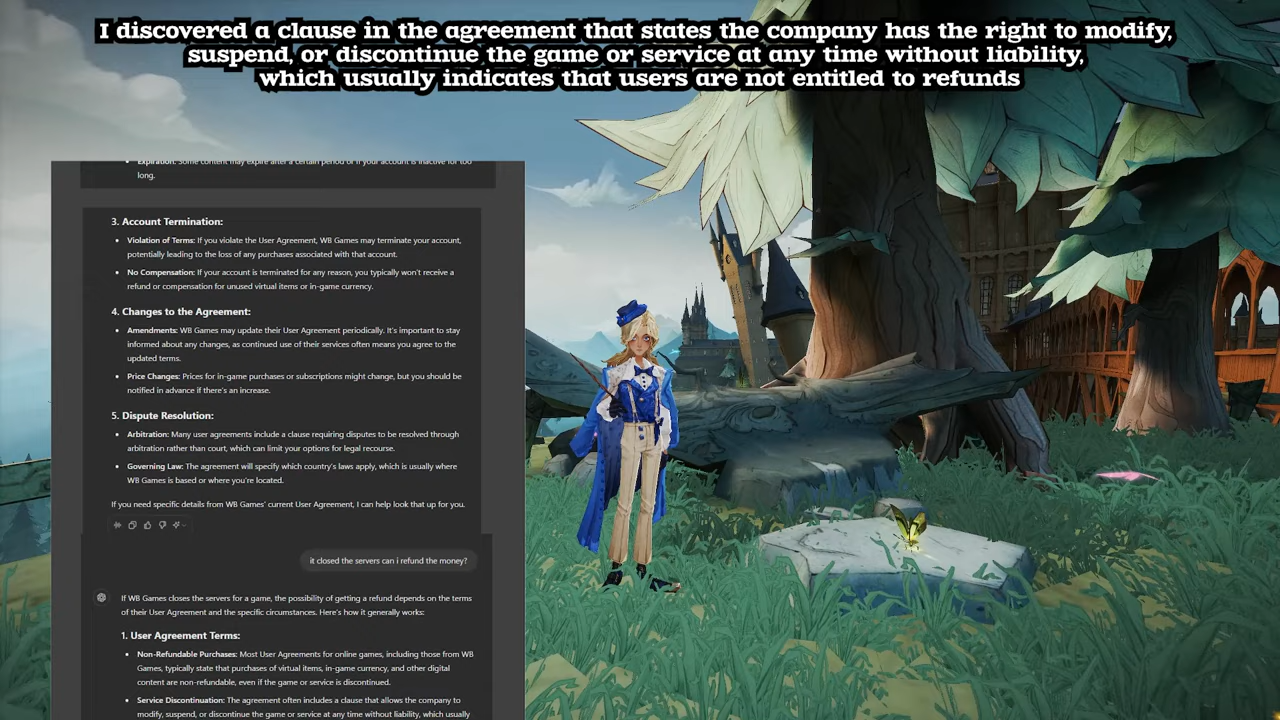 I discovered a clause in the agreement that states the company has the right to modify,
suspend, or discontinue the game or service at any time without liability,
which usually indicates that users are not entitled to refunds
Expiration: Some content may expire after a certain period or if your account is inactive for too
long.
3. Account Termination:
• Violation of Terms: If you violate the User Agreement, WB Games may terminate your account,
potentially leading to the loss of any purchases associated with that account.
• No Compensation: If your account is terminated for any reason, you typically won't receive a
refund or compensation for unused virtual items or in-game currency.
4. Changes to the Agreement:
• Amendments: WB Games may update their User Agreement periodically. It's important to stay
informed about any changes, as continued use of their services often means you agree to the
updated terms.
• Price Changes: Prices for in-game purchases or subscriptions might change, but you should be
notified in advance if there's an increase.
5. Dispute Resolution:
• Arbitration: Many user agreements include a clause requiring disputes to be resolved through
arbitration rather than court, which can limit your options for legal recourse.
• Governing Law: The agreement will specify which country's laws apply, which is usually where
WB Games is based or where you're located.
If you need specific details from WB Games' current User Agreement, I can help look that up for you.
it closed the servers can i refund the money?
If WB Games closes the servers for a game, the possibility of getting a refund depends on the terms
of their User Agreement and the specific circumstances. Here's how it generally works:
1. User Agreement Terms:
• Non-Refundable Purchases: Most User Agreements for online games, including those from WB
Games, typically state that purchases of virtual items, in-game currency, and other digital
content are non-refundable, even if the game or service is discontinued.
• Service Discontinuation: The agreement often includes a clause that allows the company to
modify, suspend, or discontinue the game or service at any time without liability, which usually